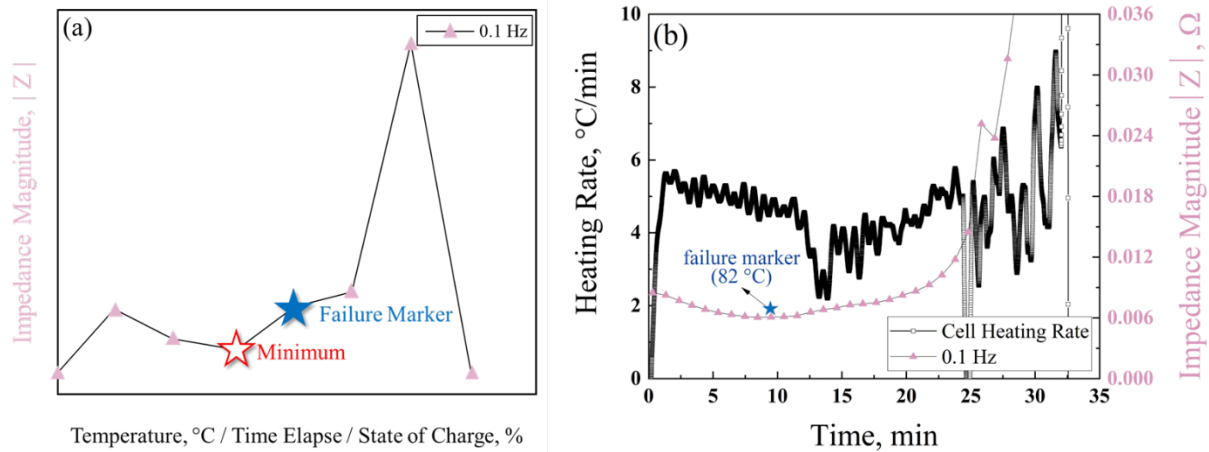 (a)
0.1 Hz
Impedance Magnitude, | Z |
Failure Marker
Minimum
Temperature, °C / Time Elapse / State of Charge, %
(b)
10
8
6
4
2
0
Heating Rate, °C/min
failure marker
(82 °C)
Cell Heating Rate
0.1 Hz
0 5 10 15 20 25 30 35
Time, min
0.036
0.030
0.024
0.018
0.012
0.006
0.000
Impedance Magnitude | Z | , Ω